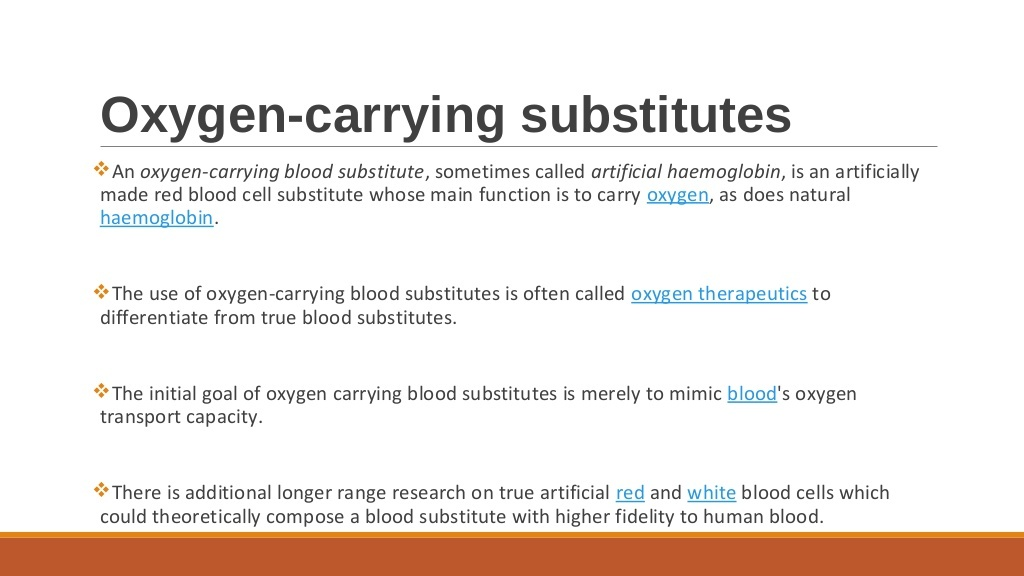 Oxygen-carrying substitutes
❖An oxygen-carrying blood substitute, sometimes called artificial haemoglobin, is an artificially
made red blood cell substitute whose main function is to carry oxygen, as does natural
haemoglobin.
❖The use of oxygen-carrying blood substitutes is often called oxygen therapeutics to
differentiate from true blood substitutes.
❖The initial goal of oxygen carrying blood substitutes is merely to mimic blood's oxygen
transport capacity.
❖There is additional longer range research on true artificial red and white blood cells which
could theoretically compose a blood substitute with higher fidelity to human blood.